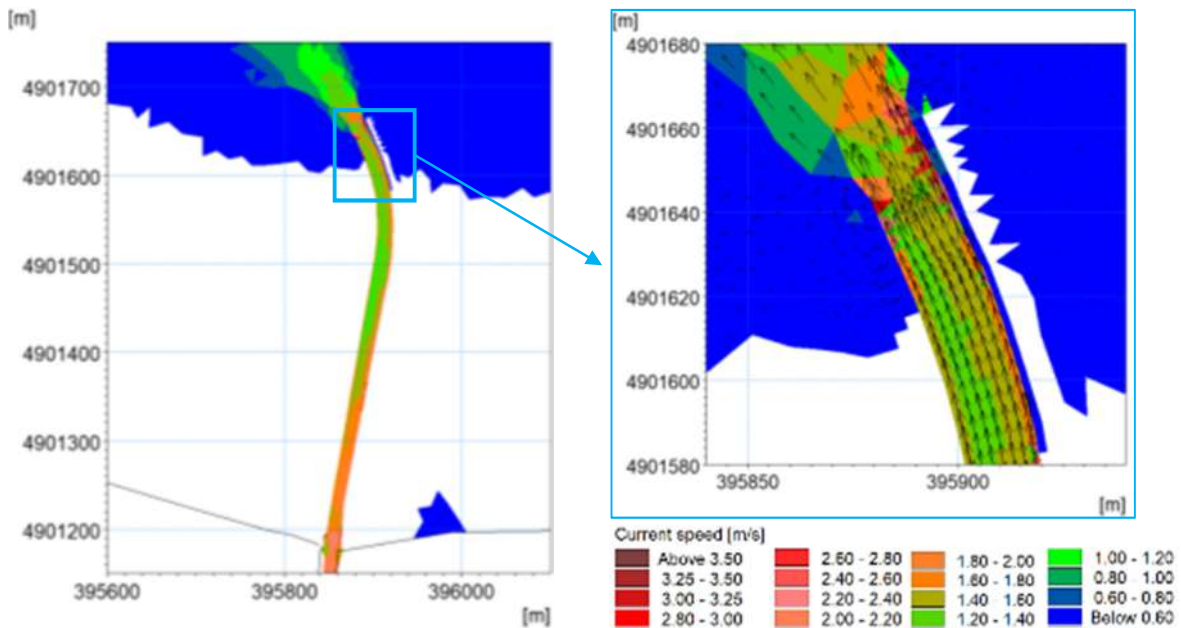 [m]
4901700
4901600
4901500
4901400
4901300
4901200
395600
395800
396000
[m]
[m]
4901680
4901660
4901640
4901620
4901600
4901580
395850
395900
[m]
Current speed [m/s]
Above 3.50
3.25 - 3.50
3.00 - 3.25
2.80 - 3.00
2.60 - 2.80
2.40 - 2.60
2.20 - 2.40
2.00 - 2.20
1.80 - 2.00
1.60 - 1.80
1.40 - 1.60
1.20 - 1.40
1.00 - 1.20
0.80 - 1.00
0.60 - 0.80
Below 0.60